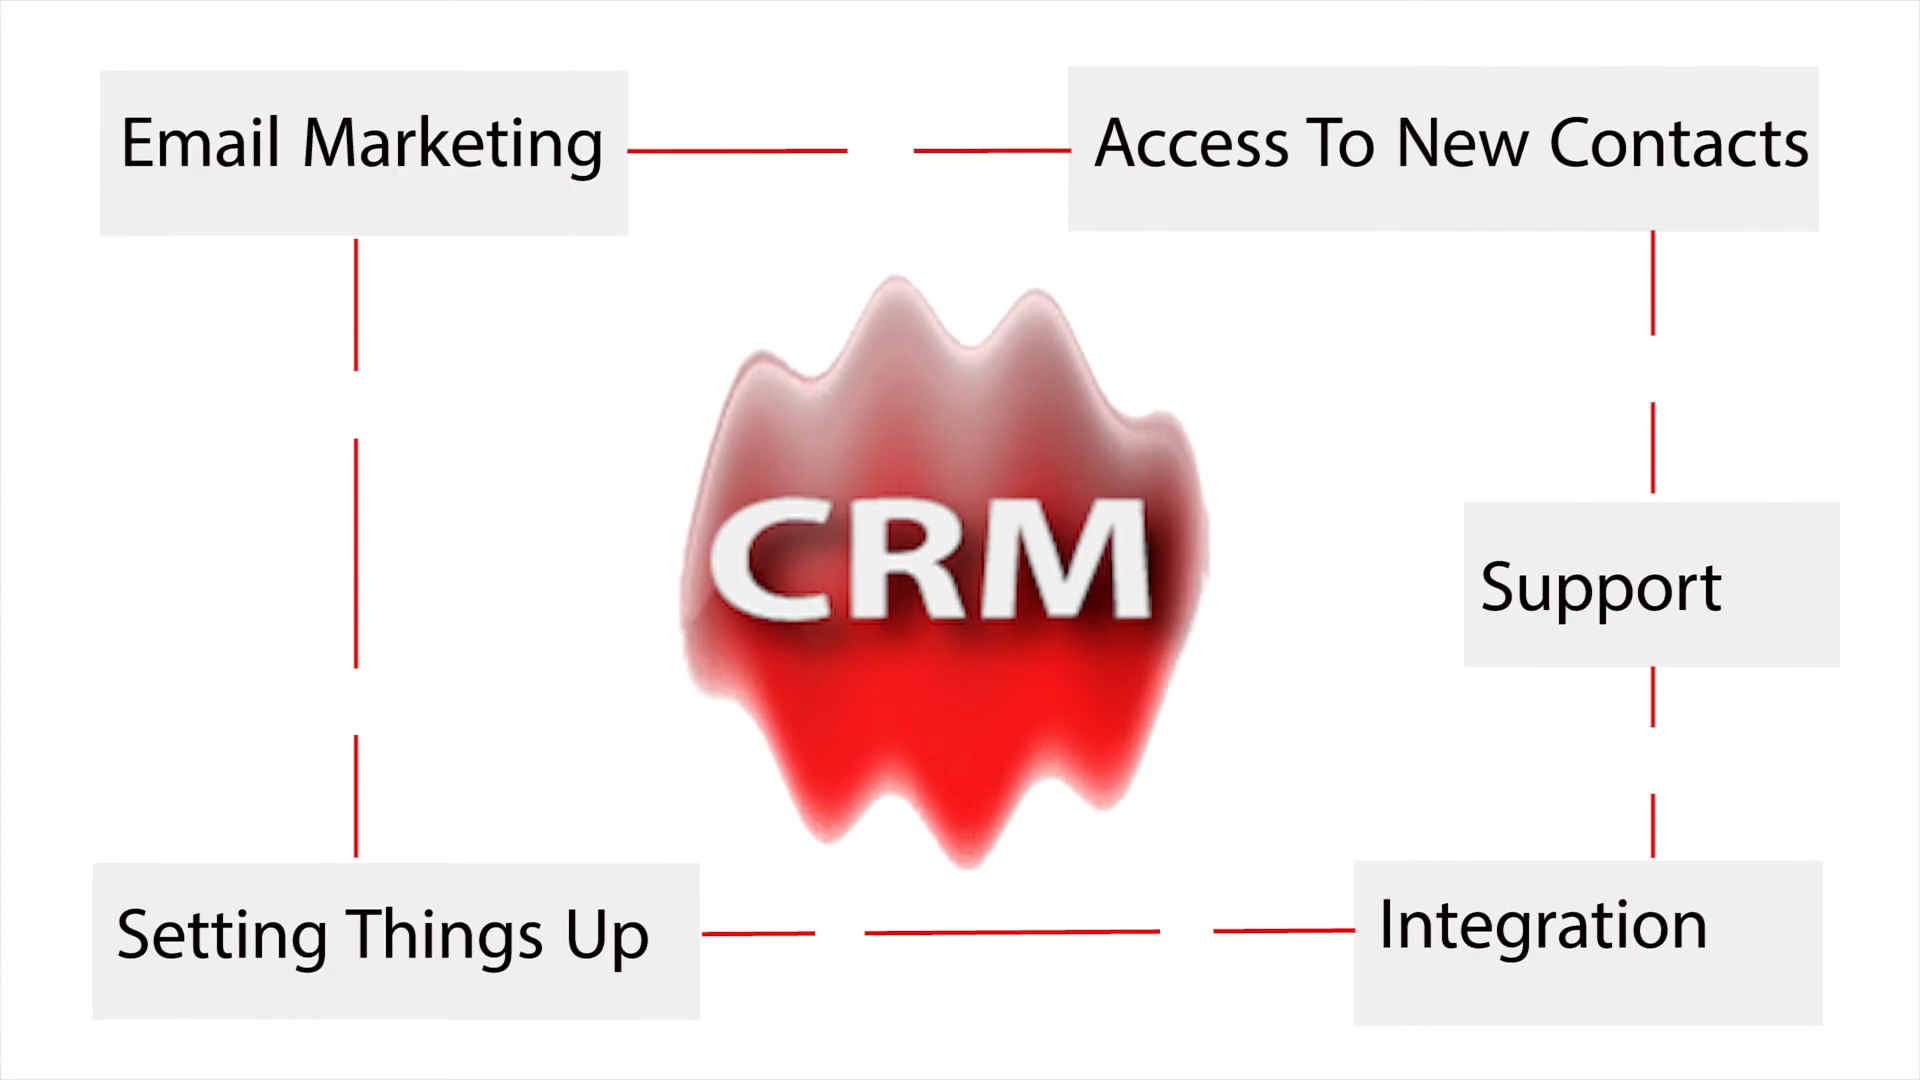 Email Marketing
Access To New Contacts
CRM
Support
Setting Things Up
Integration